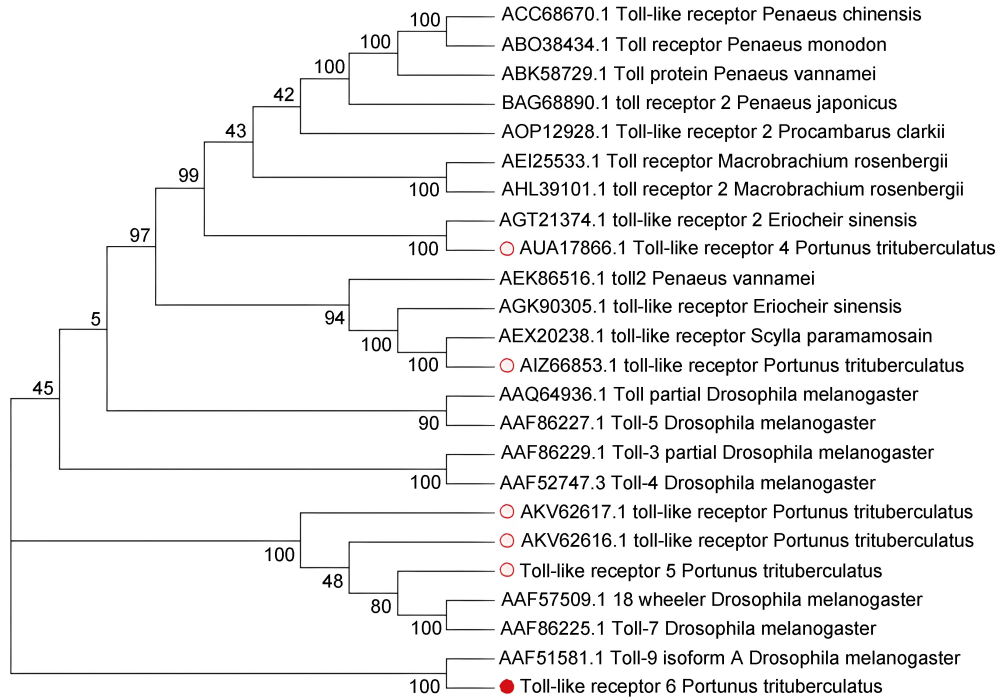 100
ACC68670.1 Toll-like receptor Penaeus chinensis
100
ABO38434.1 Toll receptor Penaeus monodon
100
ABK58729.1 Toll protein Penaeus vannamei
42
BAG68890.1 toll receptor 2 Penaeus japonicus
43
AOP12928.1 Toll-like receptor 2 Procambarus clarkii
AEI25533.1 Toll receptor Macrobrachium rosenbergii
99
100
AHL39101.1 toll receptor 2 Macrobrachium rosenbergii
AGT21374.1 toll-like receptor 2 Eriocheir sinensis
97
100
AUA17866.1 Toll-like receptor 4 Portunus trituberculatus
AEK86516.1 toll2 Penaeus vannamei
94
AGK90305.1 toll-like receptor Eriocheir sinensis
5
100
AEX20238.1 toll-like receptor Scylla paramamosain
100
AIZ66853.1 toll-like receptor Portunus trituberculatus
45
AAQ64936.1 Toll partial Drosophila melanogaster
90
AAF86227.1 Toll-5 Drosophila melanogaster
AAF86229.1 Toll-3 partial Drosophila melanogaster
100
AAF52747.3 Toll-4 Drosophila melanogaster
AKV62617.1 toll-like receptor Portunus trituberculatus
100
AKV62616.1 toll-like receptor Portunus trituberculatus
48
Toll-like receptor 5 Portunus trituberculatus
80
AAF57509.1 18 wheeler Drosophila melanogaster
100
AAF86225.1 Toll-7 Drosophila melanogaster
AAF51581.1 Toll-9 isoform A Drosophila melanogaster
100
Toll-like receptor 6 Portunus trituberculatus